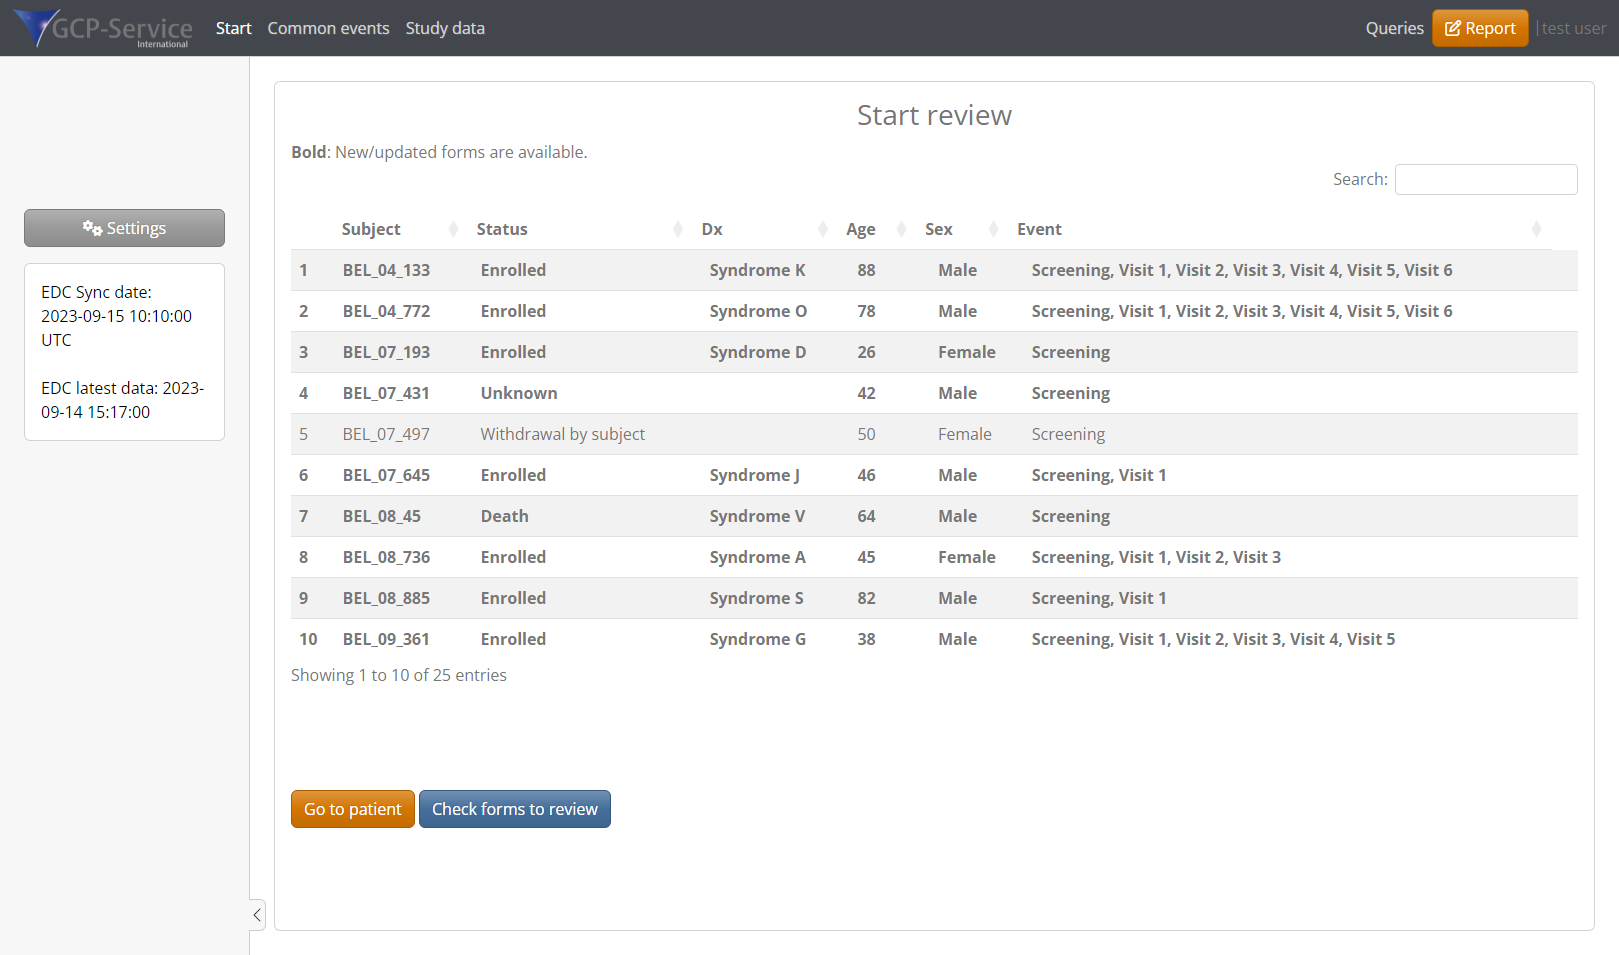 GCP-Service
International
Start Common events Study data
Queries Report |test user
Settings
EDC Sync date:
2023-09-15 10:10:00
UTC
EDC latest data: 2023-
09-14 15:17:00
Start review
Bold: New/updated forms are available.
Search:
Subject Status Dx Age Sex Event
1 BEL_04_133 Enrolled Syndrome K 88 Male Screening, Visit 1, Visit 2, Visit 3, Visit 4, Visit 5, Visit 6
2 BEL_04_772 Enrolled Syndrome O 78 Male Screening, Visit 1, Visit 2, Visit 3, Visit 4, Visit 5, Visit 6
3 BEL_07_193 Enrolled Syndrome D 26 Female Screening
4 BEL_07_431 Unknown 42 Male Screening
5 BEL_07_497 Withdrawal by subject 50 Female Screening
6 BEL_07_645 Enrolled Syndrome J 46 Male Screening, Visit 1
7 BEL_08_45 Death Syndrome V 64 Male Screening
8 BEL_08_736 Enrolled Syndrome A 45 Female Screening, Visit 1, Visit 2, Visit 3
9 BEL_08_885 Enrolled Syndrome S 82 Male Screening, Visit 1
10 BEL_09_361 Enrolled Syndrome G 38 Male Screening, Visit 1, Visit 2, Visit 3, Visit 4, Visit 5
Showing 1 to 10 of 25 entries
Go to patient Check forms to review